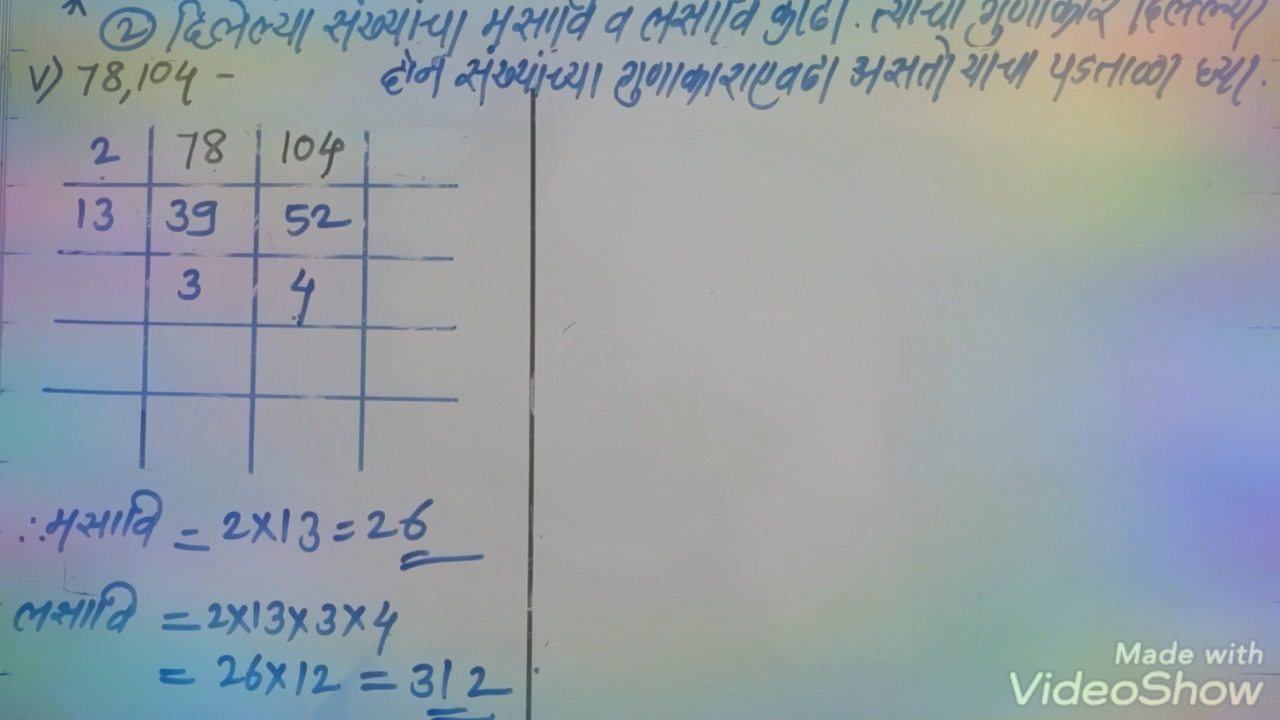 ② दिलेल्या संख्यांचा मसावि व लसावि काढा. त्यांचा गुणाकार दिलेल्या
v) 78,104 - दोन संख्यांच्या गुणाकाराएवढा असतो याचा पडताळा घ्या.
2 78 104
13 39 52
3 4
∴ मसावि = 2×13 = 26
लसावि = 2×13×3×4
= 26×12 = 312
Made with
VideoShow